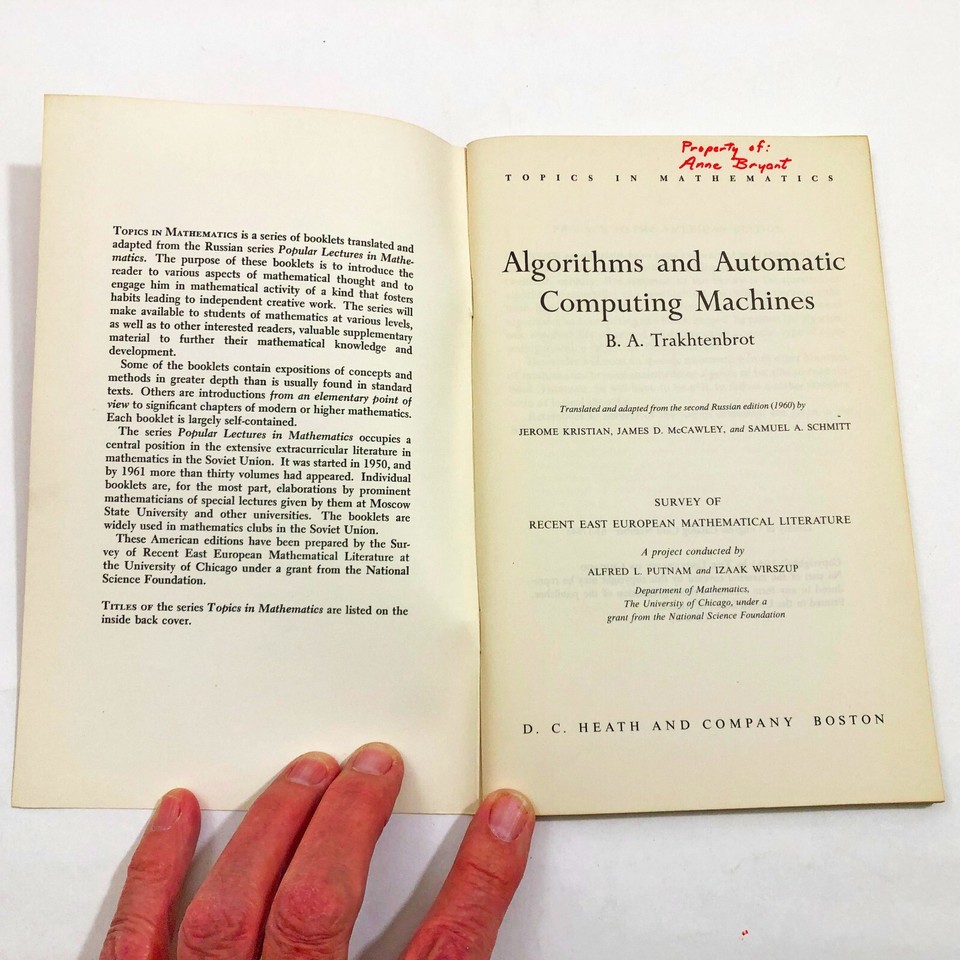 TOPICS IN MATHEMATICS is a series of booklets translated and
adapted from the Russian series Popular Lectures in Mathe-
matics. The purpose of these booklets is to introduce the
reader to various aspects of mathematical thought and to
engage him in mathematical activity of a kind that fosters
habits leading to independent creative work. The series will
make available to students of mathematics at various levels,
as well as to other interested readers, valuable supplementary
material to further their mathematical knowledge and
development.
Some of the booklets contain expositions of concepts and
methods in greater depth than is usually found in standard
texts. Others are introductions from an elementary point of
view to significant chapters of modern or higher mathematics.
Each booklet is largely self-contained.
The series Popular Lectures in Mathematics occupies a
central position in the extensive extracurricular literature in
mathematics in the Soviet Union. It was started in 1950, and
by 1961 more than thirty volumes had appeared. Individual
booklets are, for the most part, elaborations by prominent
mathematicians of special lectures given by them at Moscow
State University and other universities. The booklets are
widely used in mathematics clubs in the Soviet Union.
These American editions have been prepared by the Sur-
vey of Recent East European Mathematical Literature at
the University of Chicago under a grant from the National
Science Foundation.
TITLES OF the series Topics in Mathematics are listed on the
inside back cover.
Property of:
Anne Bryant
TOPICS IN MATHEMATICS
Algorithms and Automatic
Computing Machines
B. A. Trakhtenbrot
Translated and adapted from the second Russian edition (1960) by
JEROME KRISTIAN, JAMES D. McCAWLEY, and SAMUEL A. SCHMITT
SURVEY OF
RECENT EAST EUROPEAN MATHEMATICAL LITERATURE
A project conducted by
ALFRED L. PUTNAM and IZAAK WIRSZUP
Department of Mathematics,
The University of Chicago, under a
grant from the National Science Foundation
D. C. HEATH AND COMPANY BOSTON